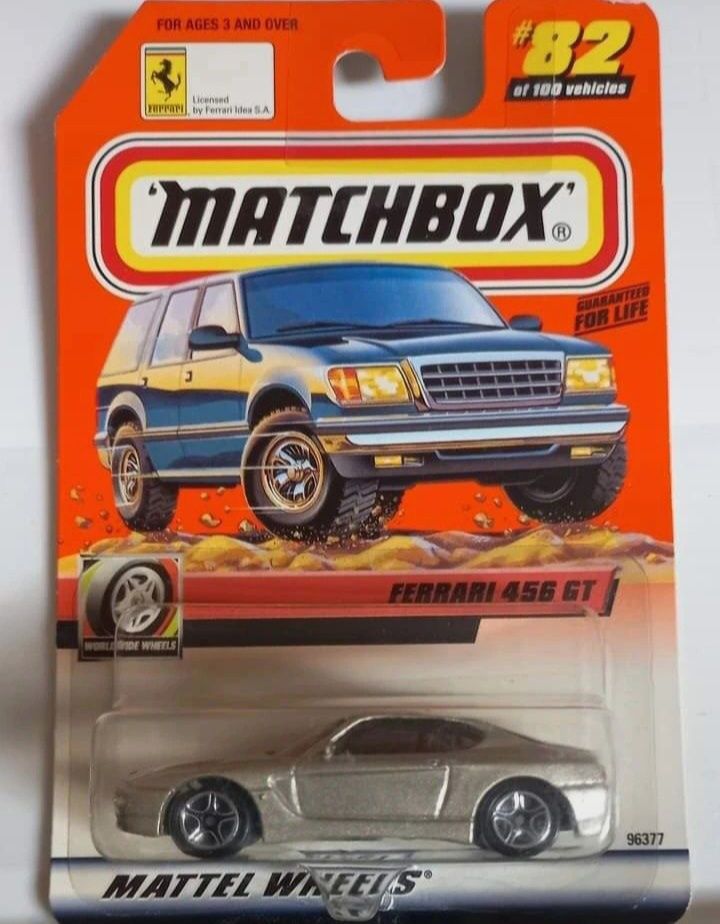 FOR AGES 3 AND OVER
#82
of 100 vehicles
Ferrari
Licensed
by Ferrari Idea S.A.
'MATCHBOX'®
GUARANTEED
FOR LIFE
FERRARI 456 GT
WORLDWIDE WHEELS
96377
MATTEL WHEELS®